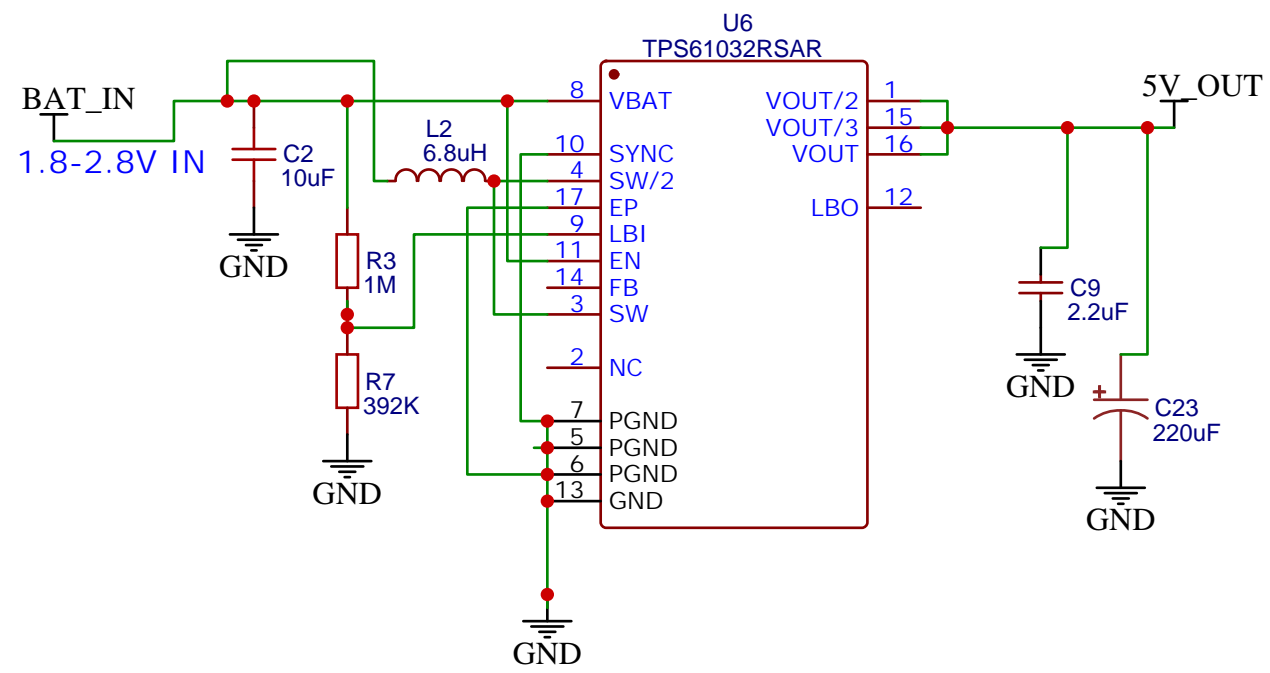 U6
TPS61032RSAR
BAT_IN
1.8-2.8V IN
C2
10uF
GND
L2
6.8uH
R3
1M
R7
392K
GND
8 VBAT
10 SYNC
4 SW/2
17 EP
9 LBI
11 EN
14 FB
3 SW
2 NC
7 PGND
5 PGND
6 PGND
13 GND
GND
VOUT/2 1
VOUT/3 15
VOUT 16
LBO 12
5V_OUT
C9
2.2uF
GND
+
C23
220uF
GND